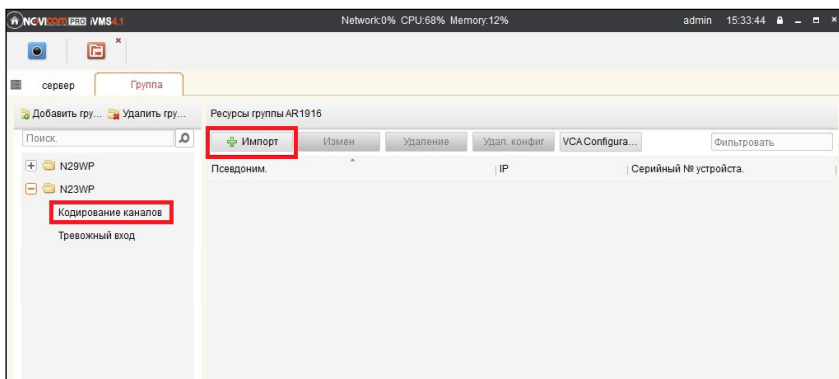 NOVIcom PRO iVMS4.1 Network:0% CPU:68% Memory:12% admin 15:33:44
сервер Группа
Добавить гру... Удалить гру... Ресурсы группы AR1916
Поиск. Импорт Измен Удаление Удал. конфиг VCA Configura... Фильтровать
N29WP Псевдоним. IP Серийный № устройста.
N23WP
Кодирование каналов
Тревожный вход